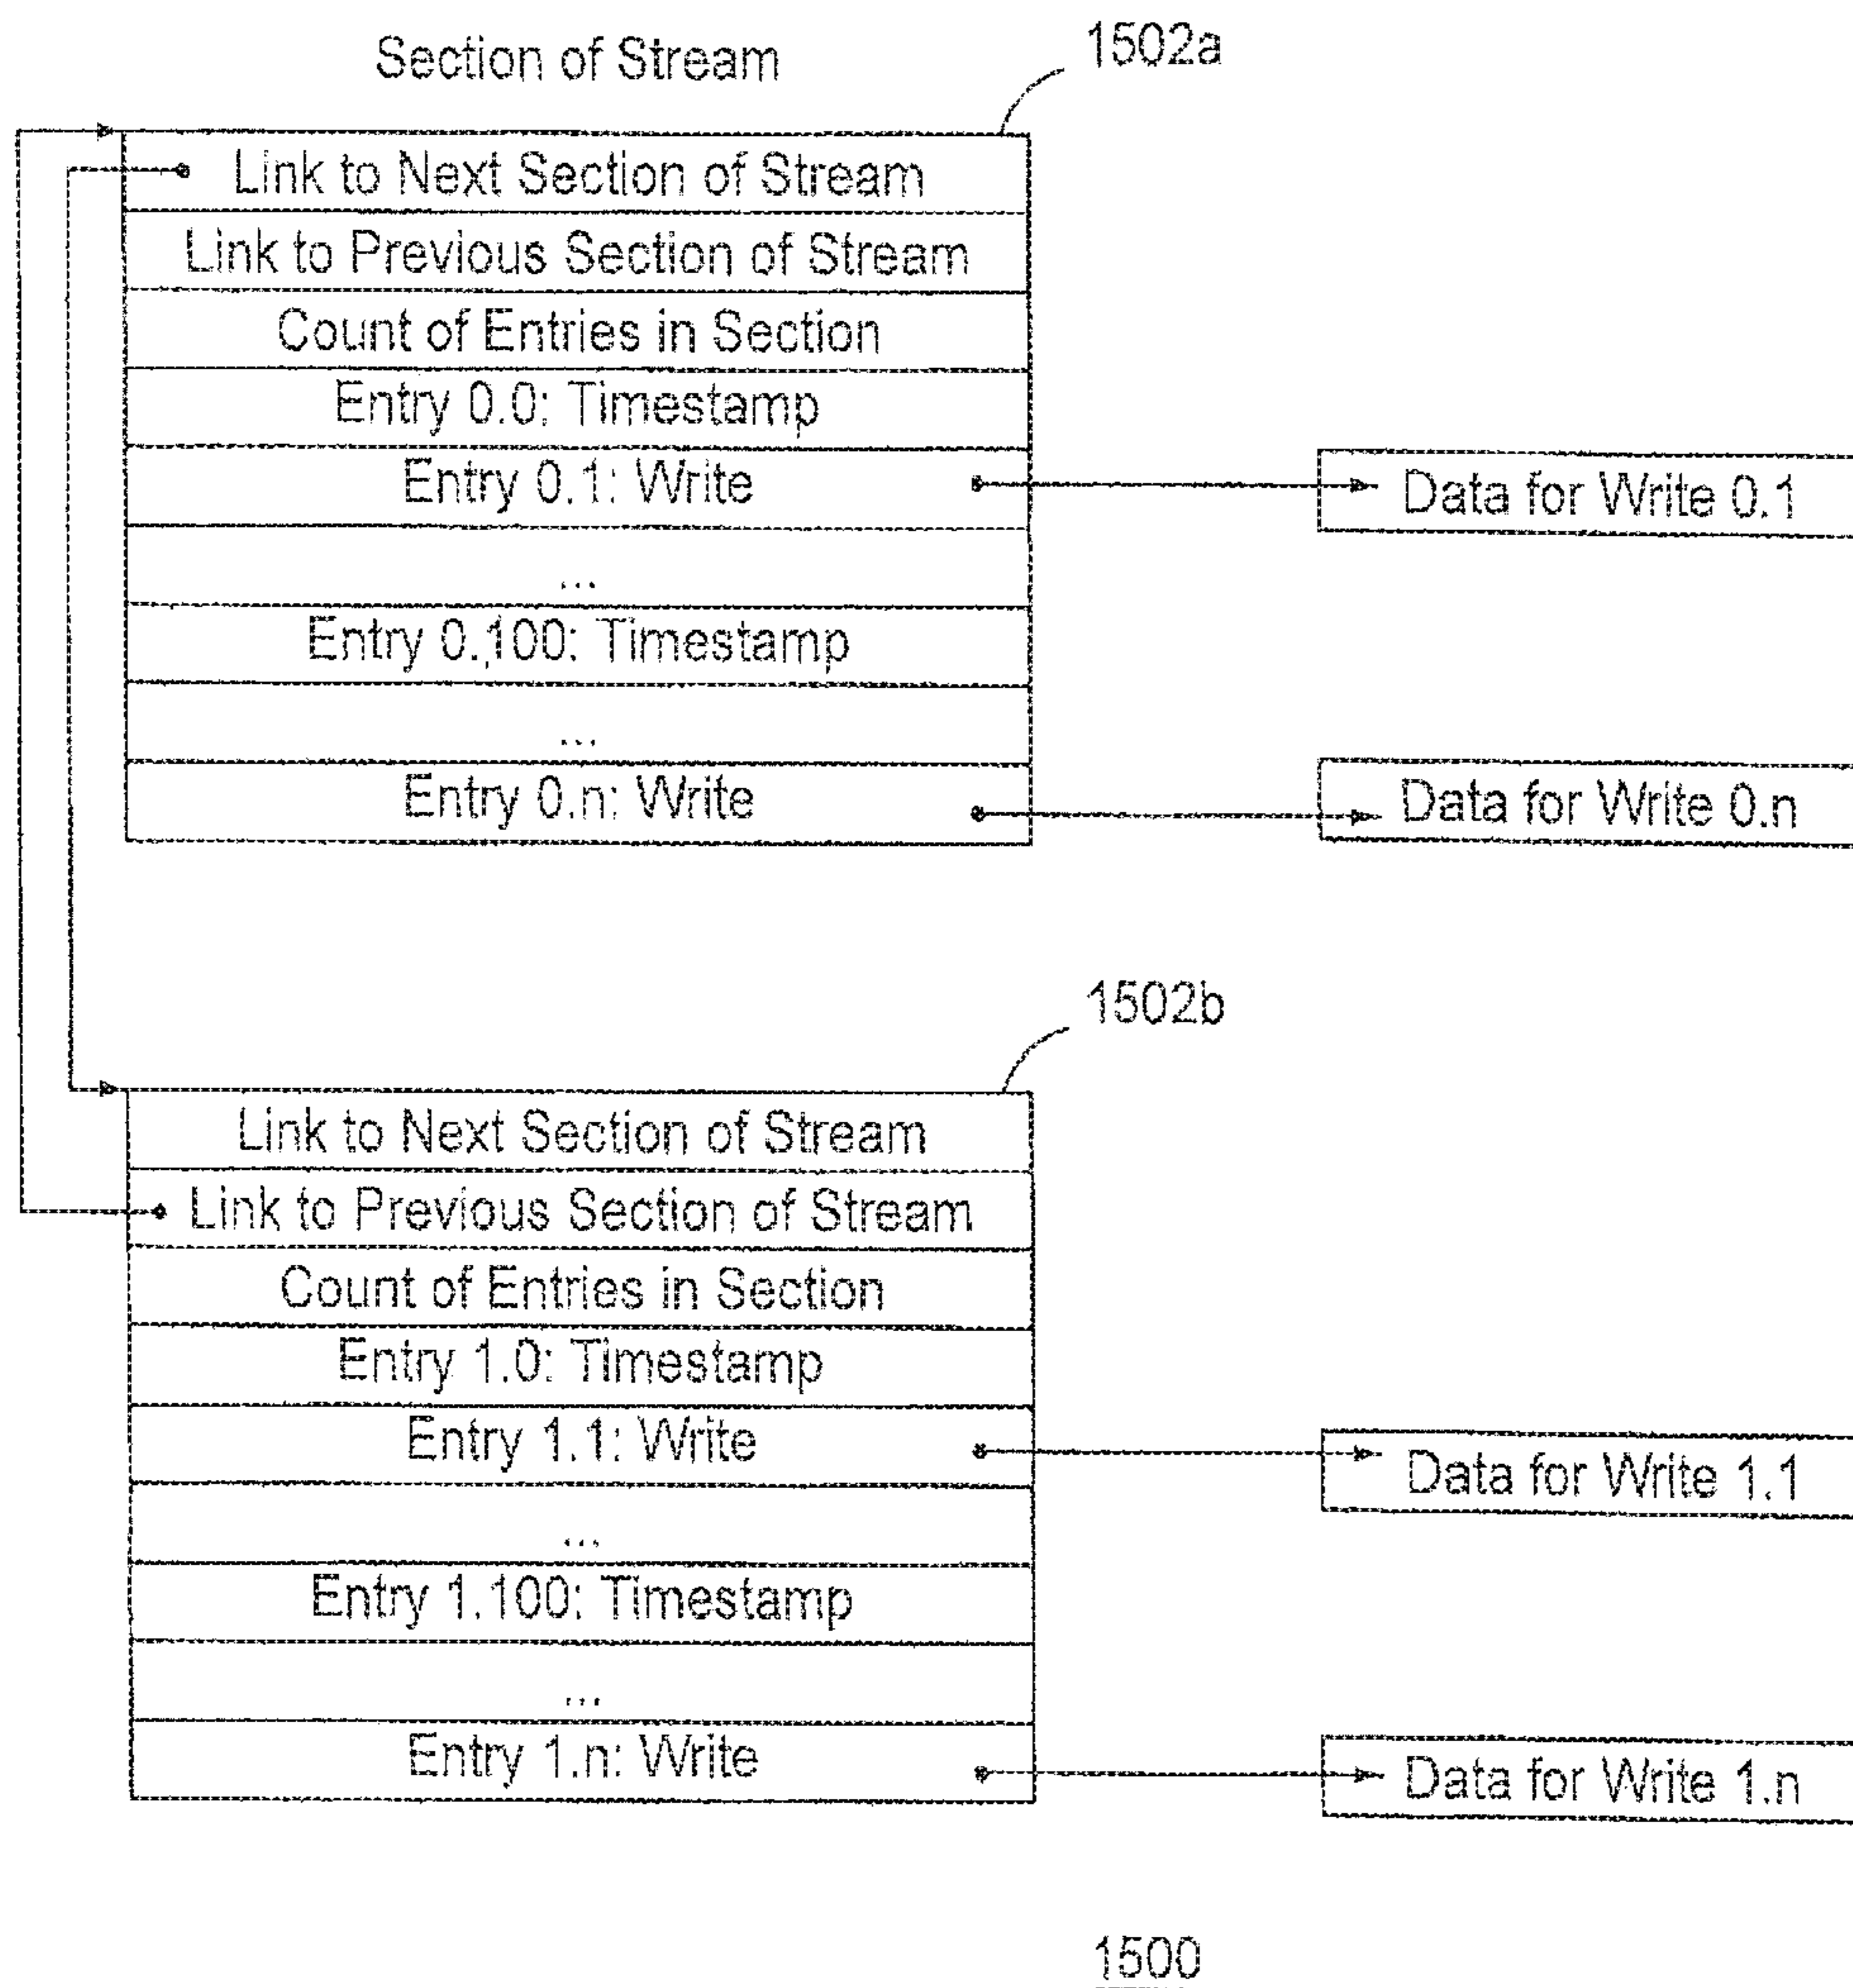 Section of Stream
1502a
Link to Next Section of Stream
Link to Previous Section of Stream
Count of Entries in Section
Entry 0.0: Timestamp
Entry 0.1: Write
Data for Write 0.1
...
Entry 0.100: Timestamp
...
Entry 0.n: Write
Data for Write 0.n
1502b
Link to Next Section of Stream
Link to Previous Section of Stream
Count of Entries in Section
Entry 1.0: Timestamp
Entry 1.1: Write
Data for Write 1.1
...
Entry 1.100: Timestamp
...
Entry 1.n: Write
Data for Write 1.n
1500